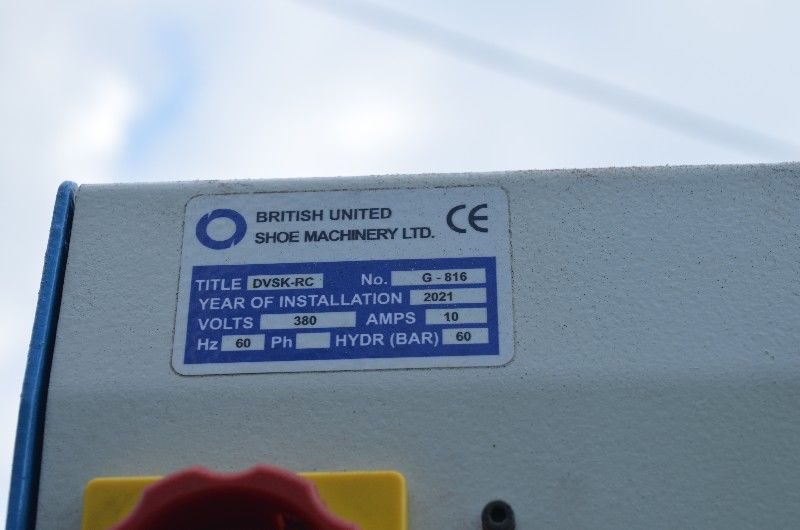 BRITISH UNITED
SHOE MACHINERY LTD. CE
TITLE DVSK-RC No. G - 816
YEAR OF INSTALLATION 2021
VOLTS 380 AMPS 10
Hz 60 Ph HYDR (BAR) 60